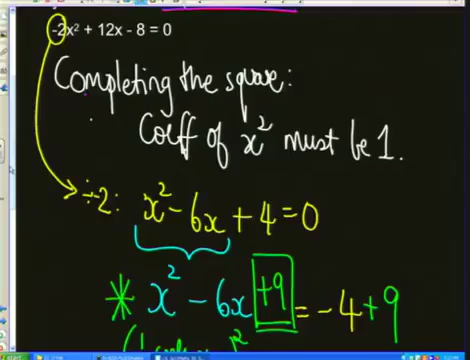 -2x² + 12x - 8 = 0
Completing the square:
Coeff of x² must be 1.
÷-2: x² - 6x + 4 = 0
* x² - 6x +9 = -4 + 9